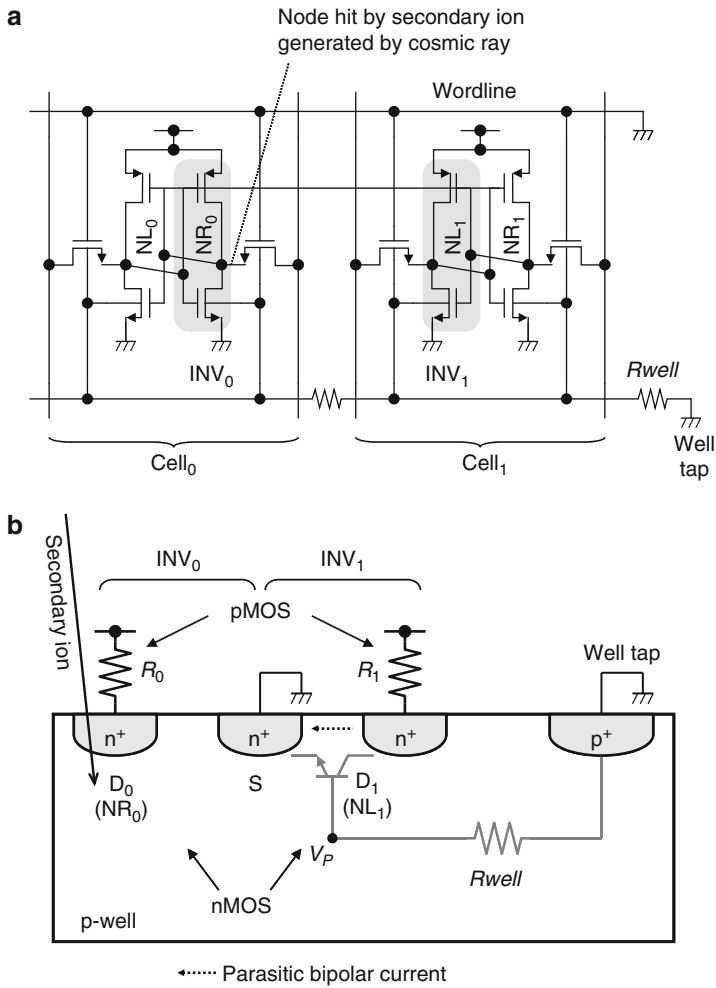 a
Node hit by secondary ion
generated by cosmic ray
Wordline
NL0
NR0
NL1
NR1
INV0
INV1
Rwell
Well
tap
Cell0
Cell1
b
Secondary ion
INV0
INV1
pMOS
R0
R1
Well tap
n+
n+
n+
p+
D0
(NR0)
S
D1
(NL1)
VP
Rwell
nMOS
p-well
Parasitic bipolar current